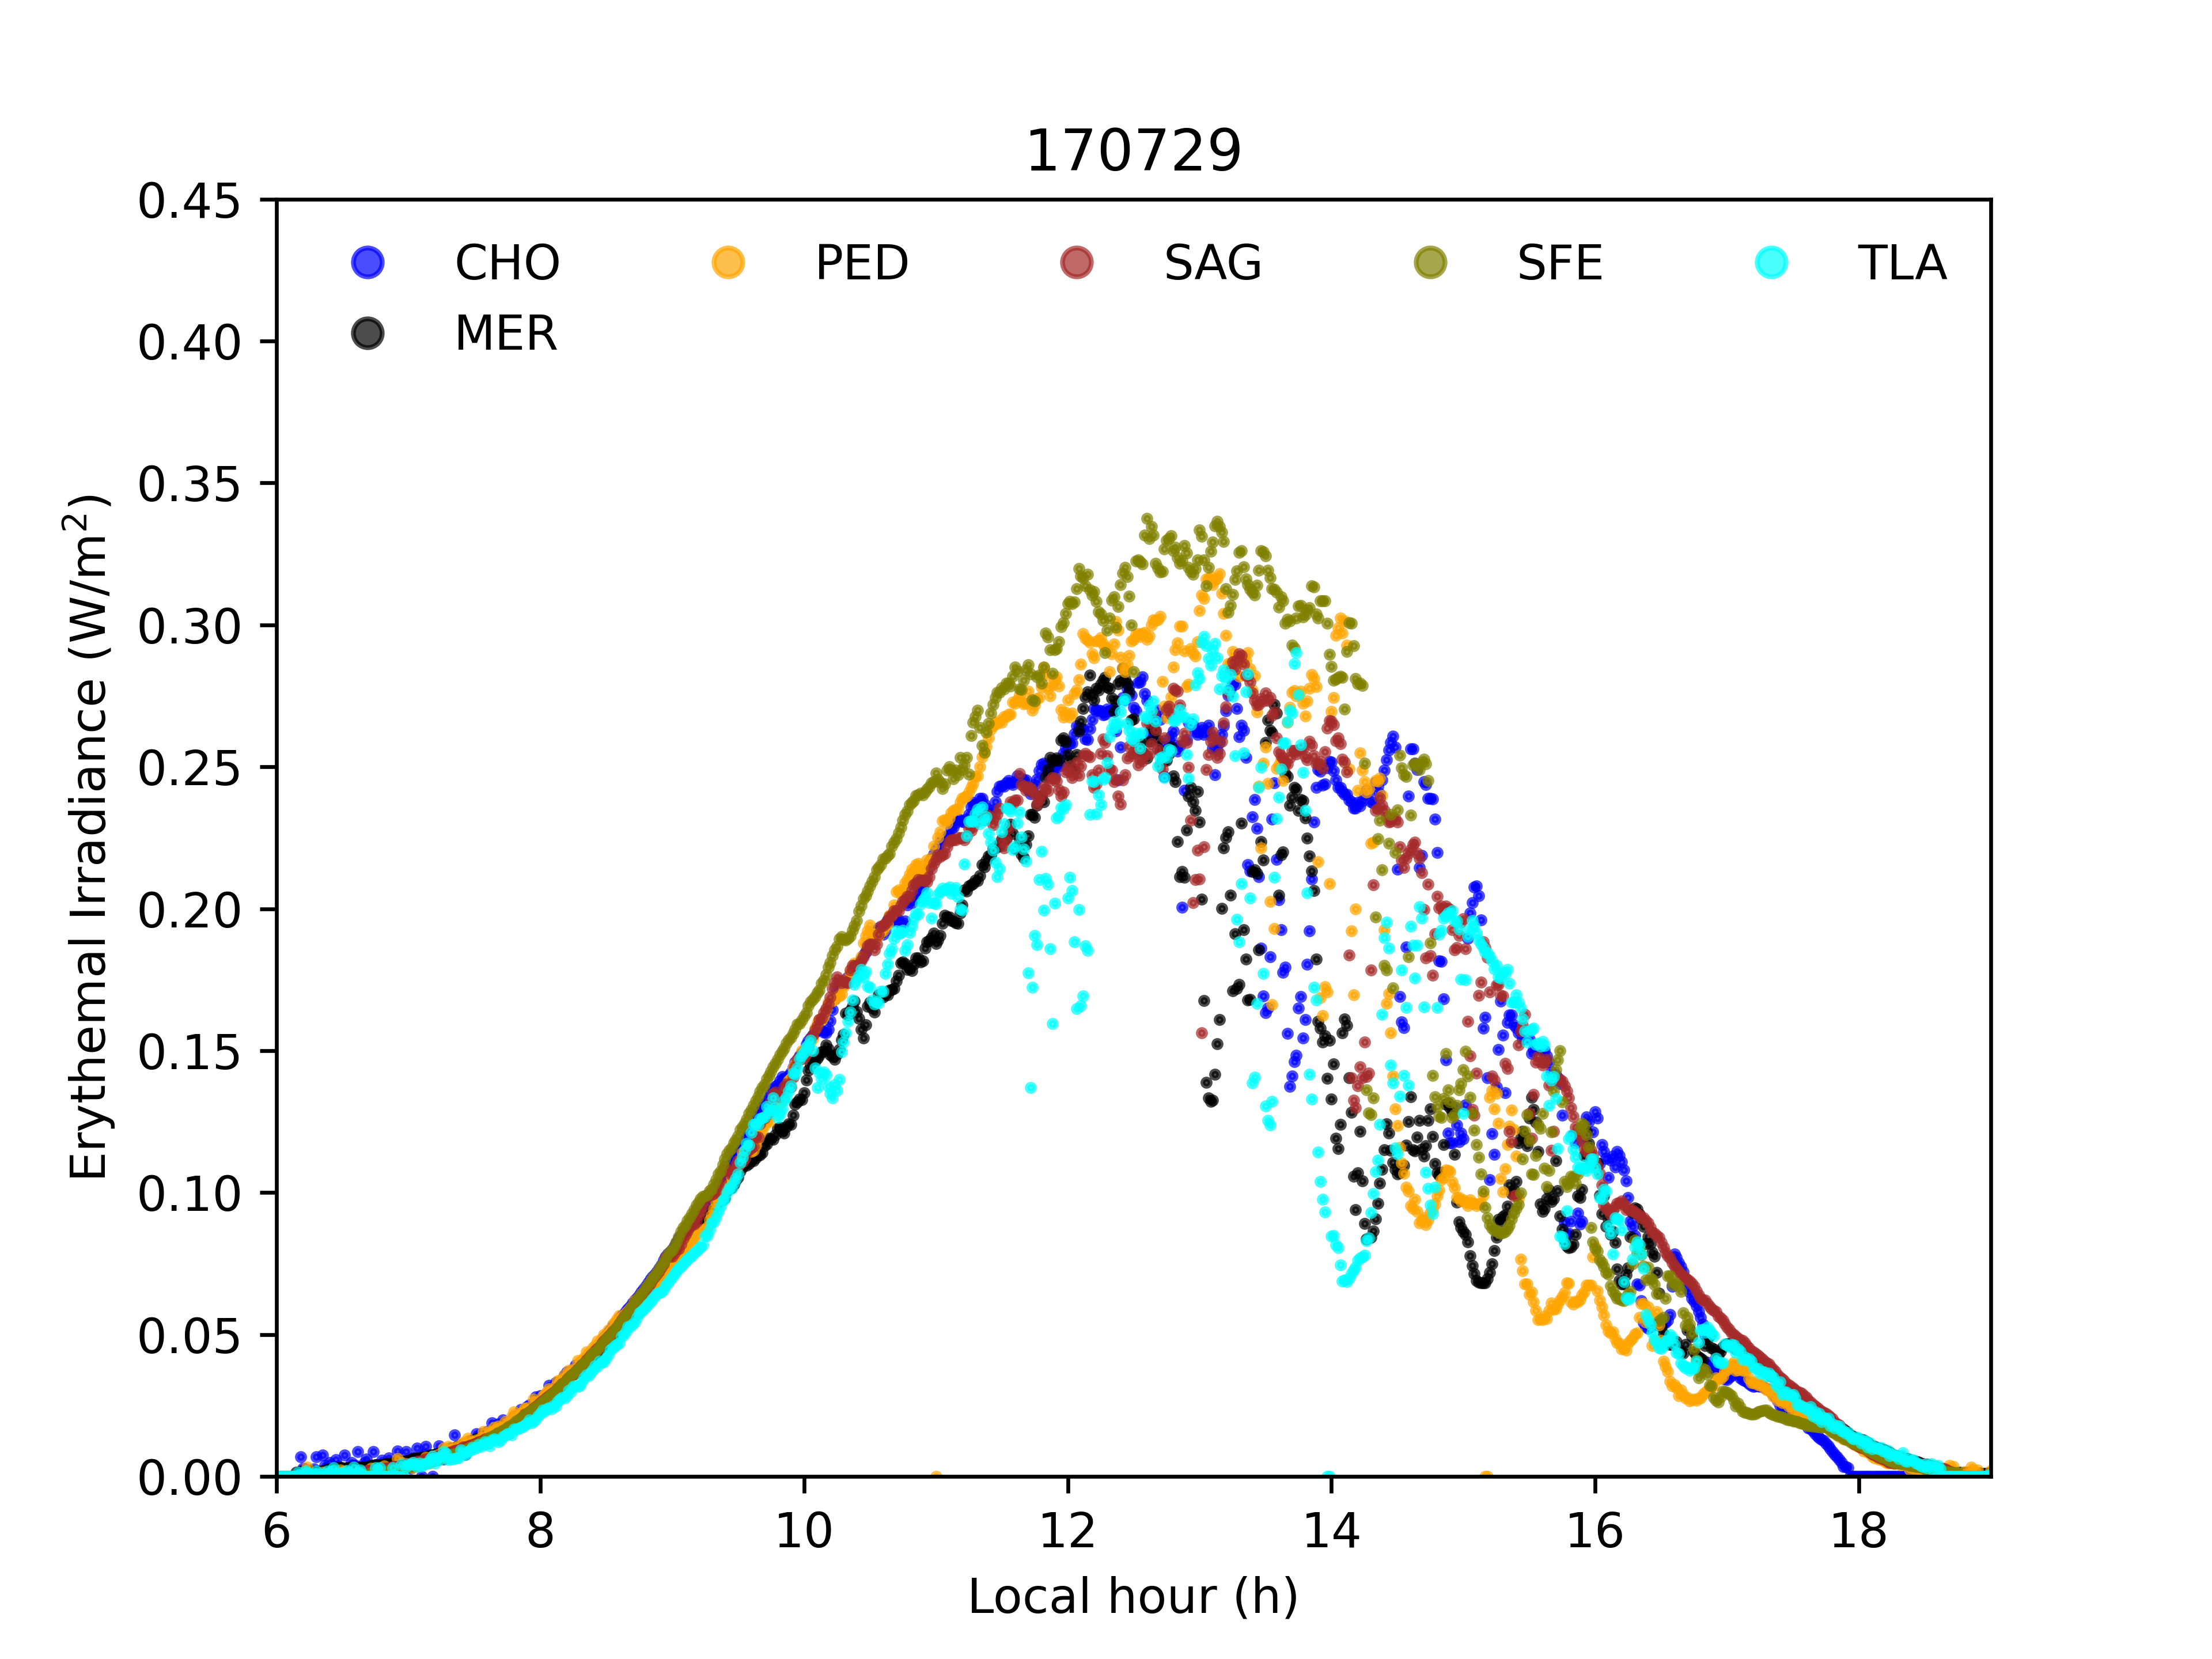 170729
0.45
0.40
0.35
0.30
0.25
0.20
0.15
0.10
0.05
0.00
Erythemal Irradiance (W/m²)
CHO PED SAG SFE TLA
MER
6 8 10 12 14 16 18
Local hour (h)